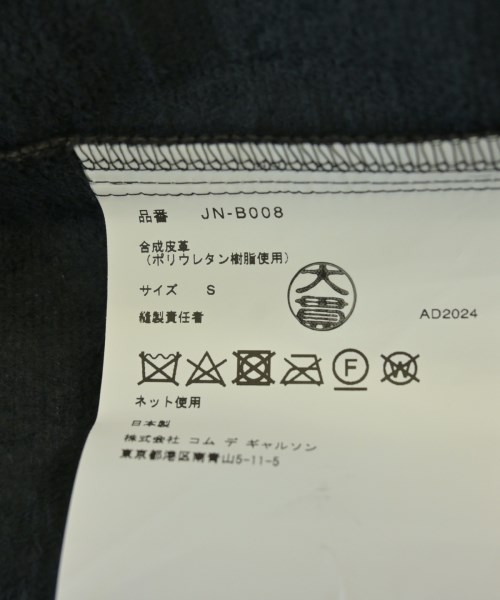 品番 JN-B008
合成皮革
(ポリウレタン樹脂使用)
サイズ S
縫製責任者
大貫
AD2024
F
W
ネット使用
日本製
株式会社 コム デ ギャルソン
東京都港区南青山5-11-5